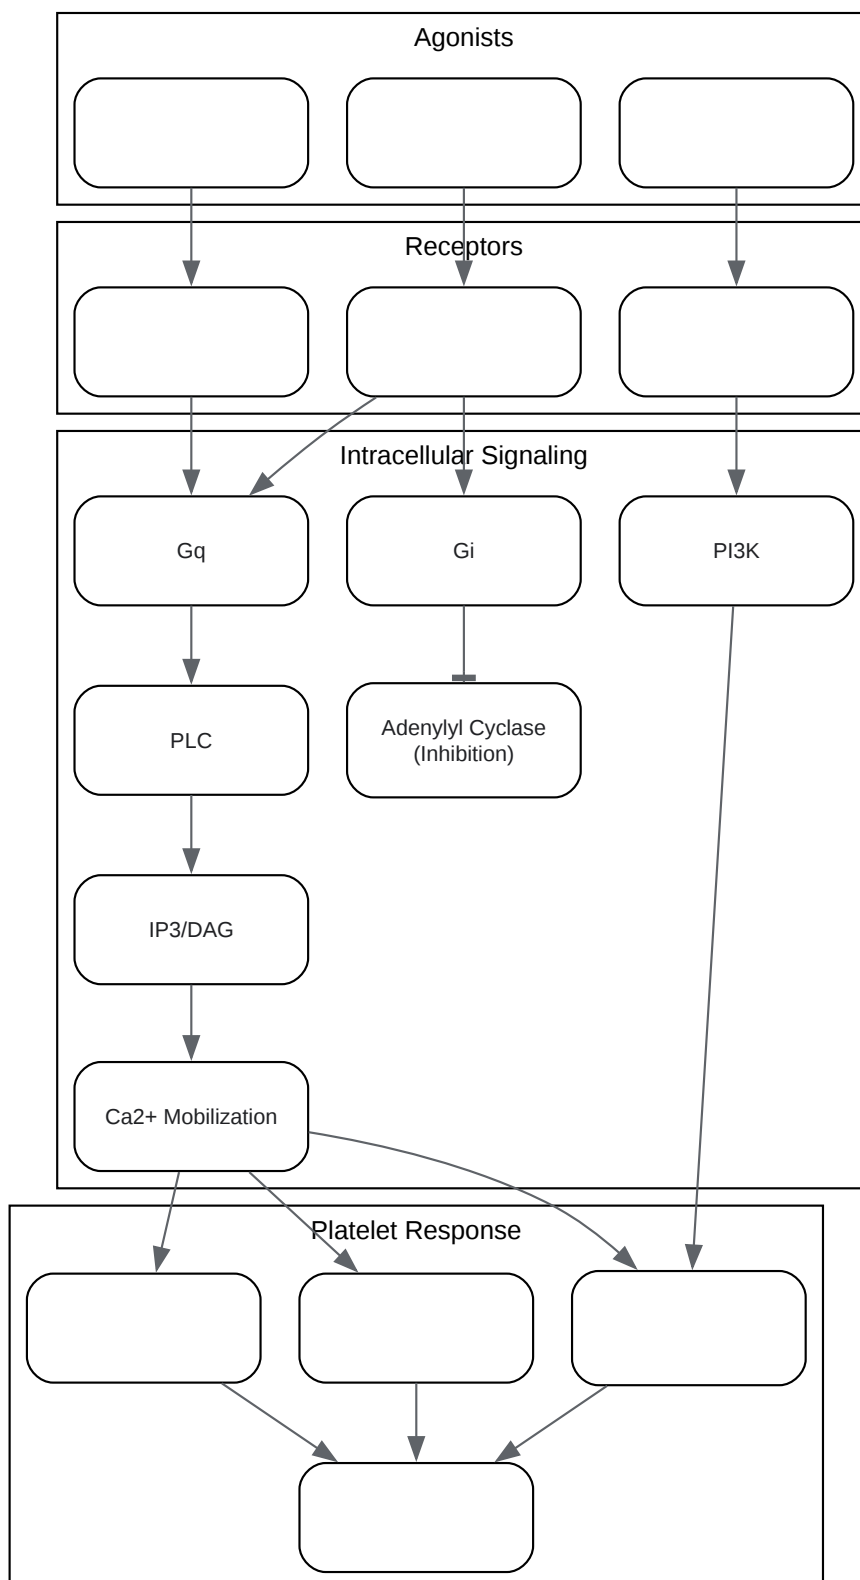 Agonists
Receptors
Intracellular Signaling
Gq
Gi
PI3K
PLC
Adenylyl Cyclase
(Inhibition)
IP3/DAG
Ca2+ Mobilization
Platelet Response